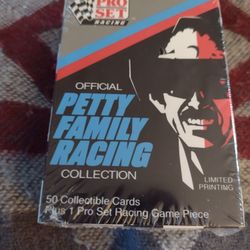 PRO
SET
RACING
OFFICIAL
PETTY
FAMILY
RACING
COLLECTION
LIMITED
PRINTING
50 Collectible Cards
Plus 1 Pro Set Racing Game Piece